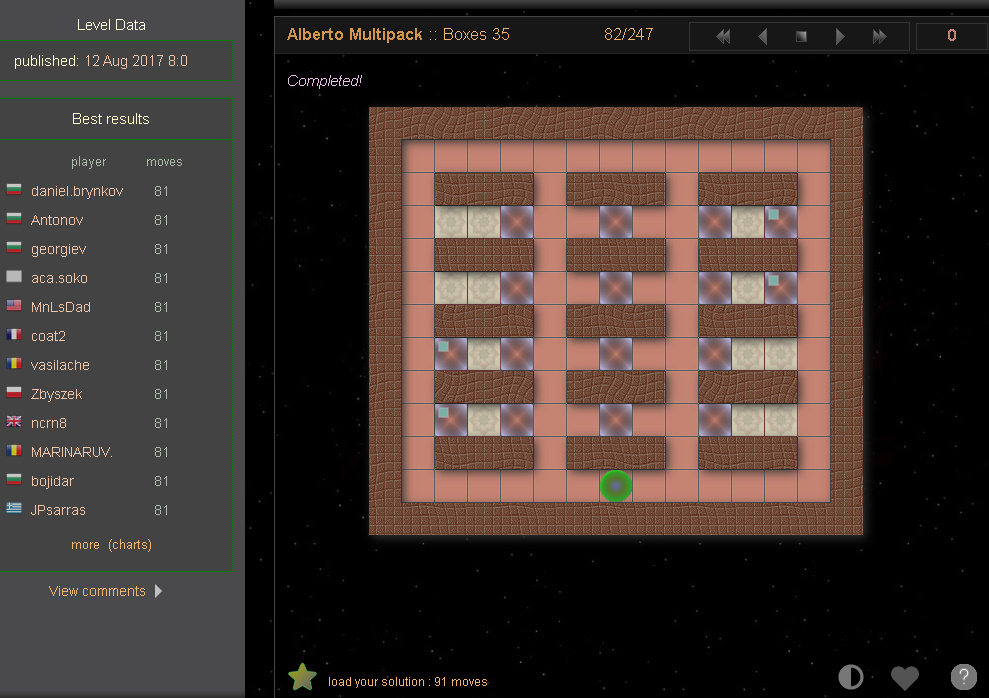 Level Data
published: 12 Aug 2017 8:0
Best results
player moves
daniel.brynkov 81
Antonov 81
georgiev 81
aca.soko 81
MnLsDad 81
coat2 81
vasilache 81
Zbyszek 81
ncrn8 81
MARINARUV. 81
bojidar 81
JPsarras 81
more (charts)
View comments
Alberto Multipack :: Boxes 35 82/247 0
Completed!
load your solution : 91 moves
?